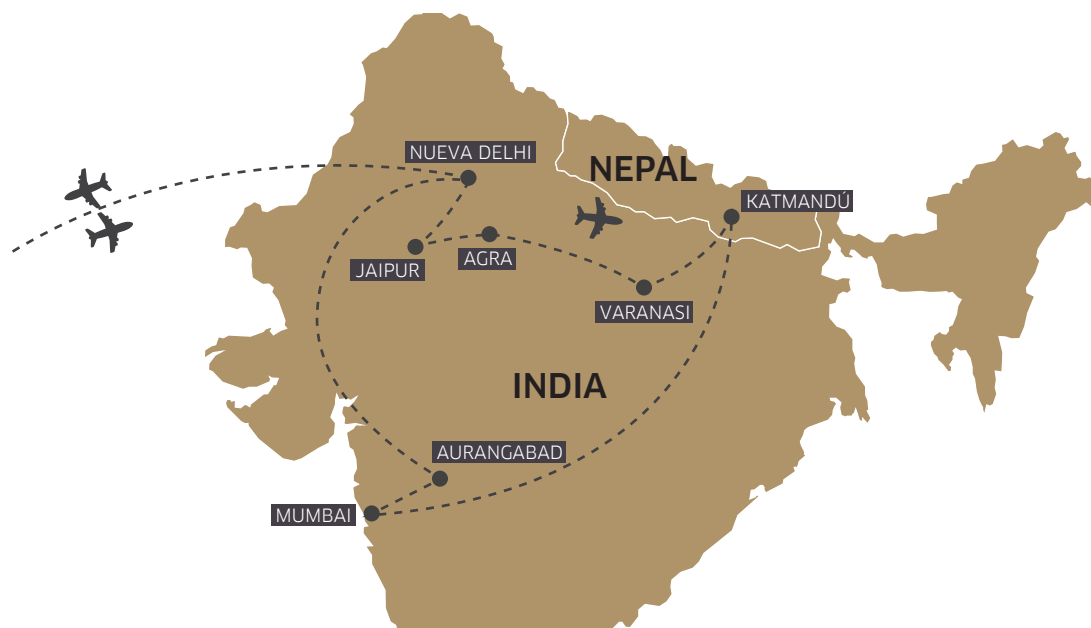 NUEVA DELHI
NEPAL
KATMANDÚ
JAIPUR
AGRA
VARANASI
INDIA
AURANGABAD
MUMBAI